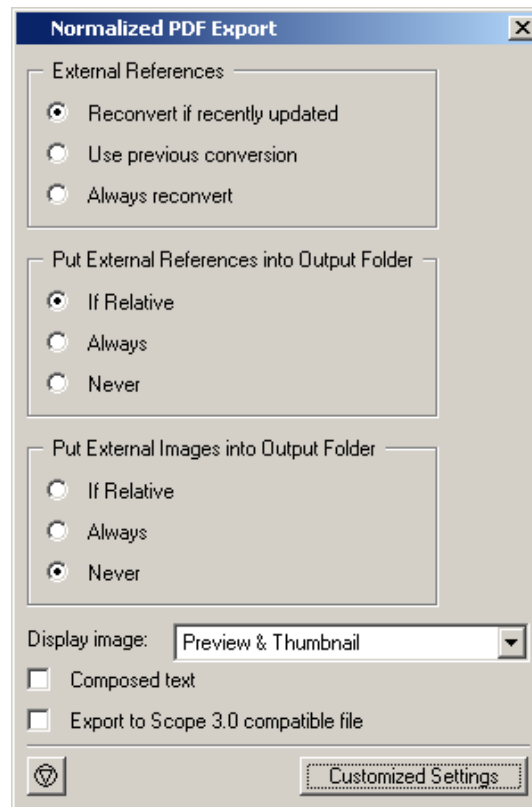 Normalized PDF Export
External References
Reconvert if recently updated
Use previous conversion
Always reconvert
Put External References into Output Folder
If Relative
Always
Never
Put External Images into Output Folder
If Relative
Always
Never
Display image: Preview & Thumbnail
Composed text
Export to Scope 3.0 compatible file
Customized Settings